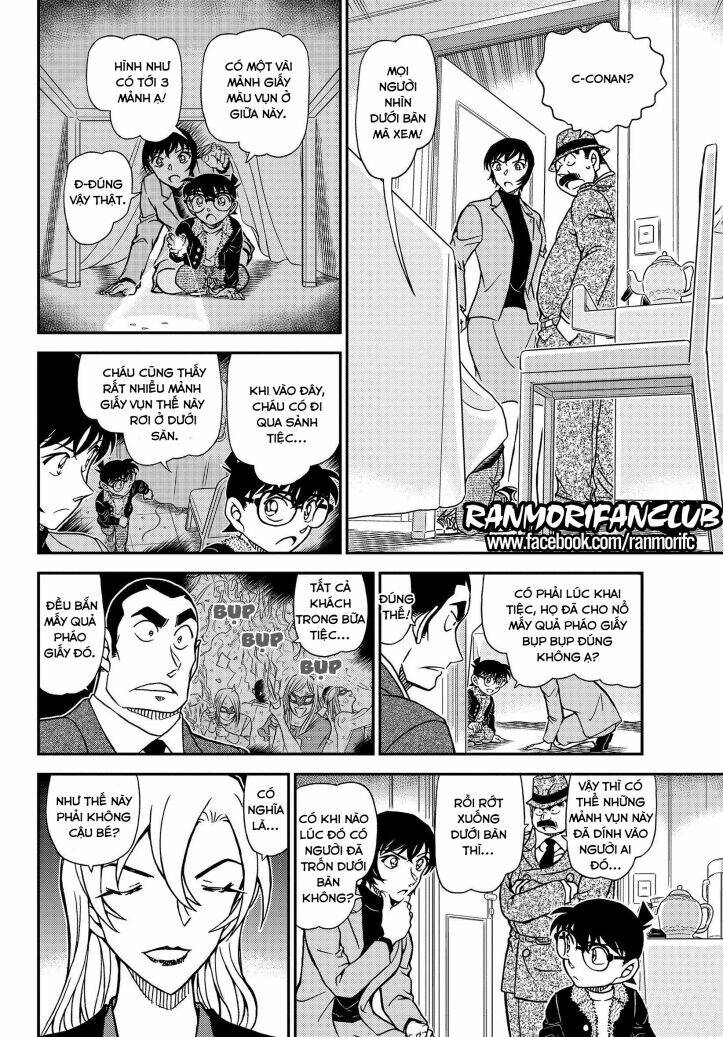 C-CONAN?
MỌI
NGƯỜI
NHÌN
DƯỚI BÀN
MÀ XEM!
CÓ MỘT VÀI
MẢNH GIẤY
MÀU VỤN Ở
GIỮA NÀY.
HÌNH NHƯ
CÓ TỚI 3
MẢNH Ạ!
Đ-ĐÚNG
VẬY THẬT.
KHI VÀO ĐÂY,
CHÁU CÓ ĐI
QUA SẢNH
TIỆC...
CHÁU CŨNG THẤY
RẤT NHIỀU MẢNH
GIẤY VỤN THẾ NÀY
RƠI Ở DƯỚI
SÀN.
RANMORIFANCLUB
www.facebook.com/ranmorifc
CÓ PHẢI LÚC KHAI
TIỆC, HỌ ĐÃ CHO NỔ
MẤY QUẢ PHÁO GIẤY
BỤP BỤP ĐÚNG
KHÔNG Ạ?
ĐÚNG
THẾ!
TẤT CẢ
KHÁCH
TRONG BỮA
TIỆC...
BỤP
BỤP
BỤP
ĐỀU BẮN
MẤY QUẢ
PHÁO
GIẤY ĐÓ.
VẬY THÌ CÓ
THỂ NHỮNG
MẢNH VỤN NÀY
ĐÃ DÍNH VÀO
NGƯỜI AI
ĐÓ...
RỒI RỚT
XUỐNG
DƯỚI BÀN
THÌ...
CÓ KHI NÀO
LÚC ĐÓ CÓ
NGƯỜI ĐÃ
TRỐN DƯỚI
BÀN
KHÔNG?
CÓ
NGHĨA
LÀ...
NHƯ THẾ NÀY
PHẢI KHÔNG
CẬU BÉ?